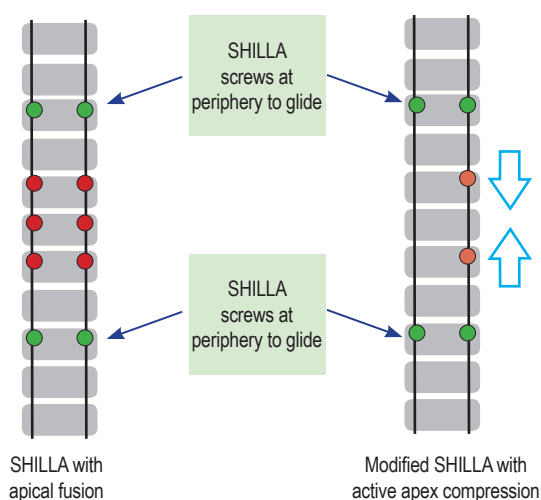 SHILLA
screws at
periphery to glide
SHILLA
screws at
periphery to glide
SHILLA with
apical fusion
Modified SHILLA with
active apex compression